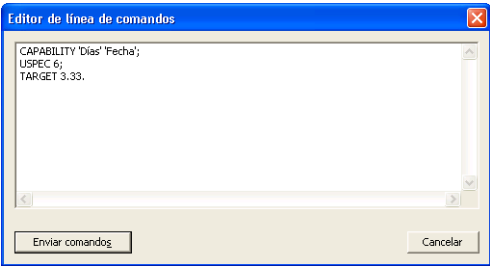 Editor de línea de comandos
CAPABILITY 'Días' 'Fecha';
USPEC 6;
TARGET 3.33.
Enviar comandos
Cancelar